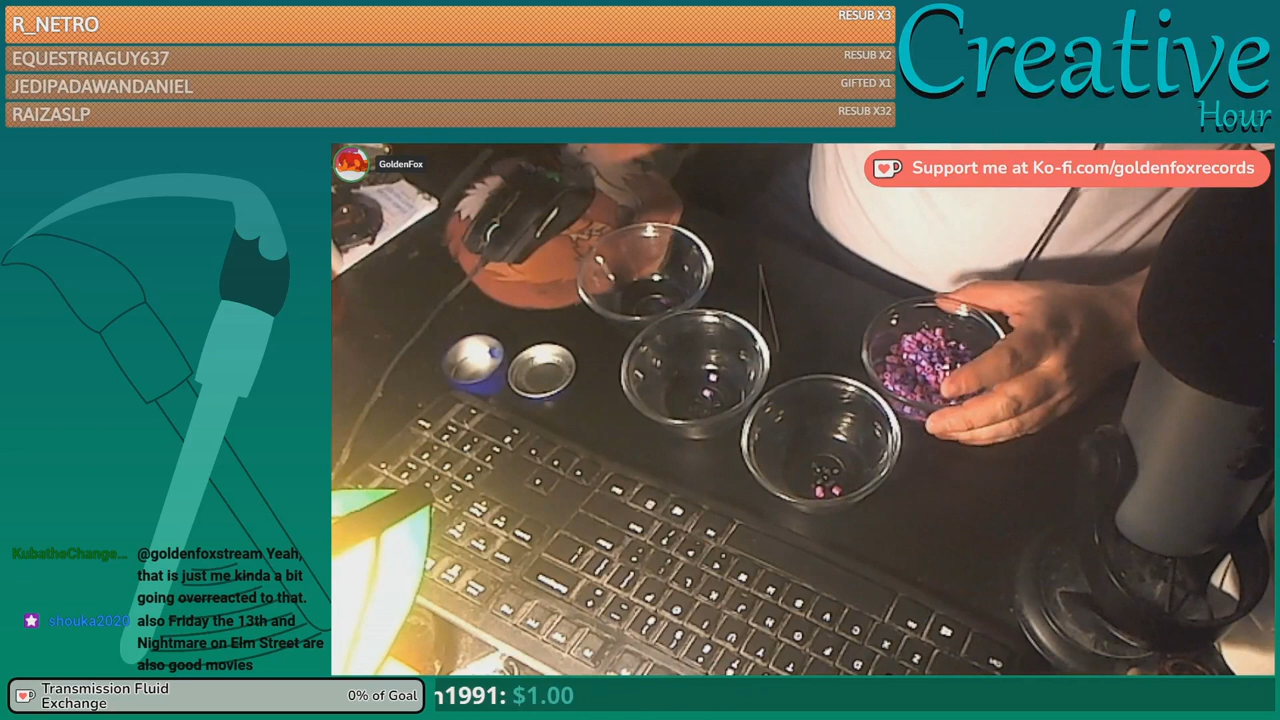 R_NETRO
RESUB X3
EQUESTRIAGUY637
RESUB X2
JEDIPADAWANDANIEL
GIFTED X1
RAIZASLP
RESUB X32
Creative
Hour
GoldenFox
Support me at Ko-fi.com/goldenfoxrecords
KubatheChange... @goldenfoxstream Yeah,
that is just me kinda a bit
going overreacted to that.
shouka2020 also Friday the 13th and
Nightmare on Elm Street are
also good movies
Transmission Fluid
Exchange
0% of Goal
n1991: $1.00